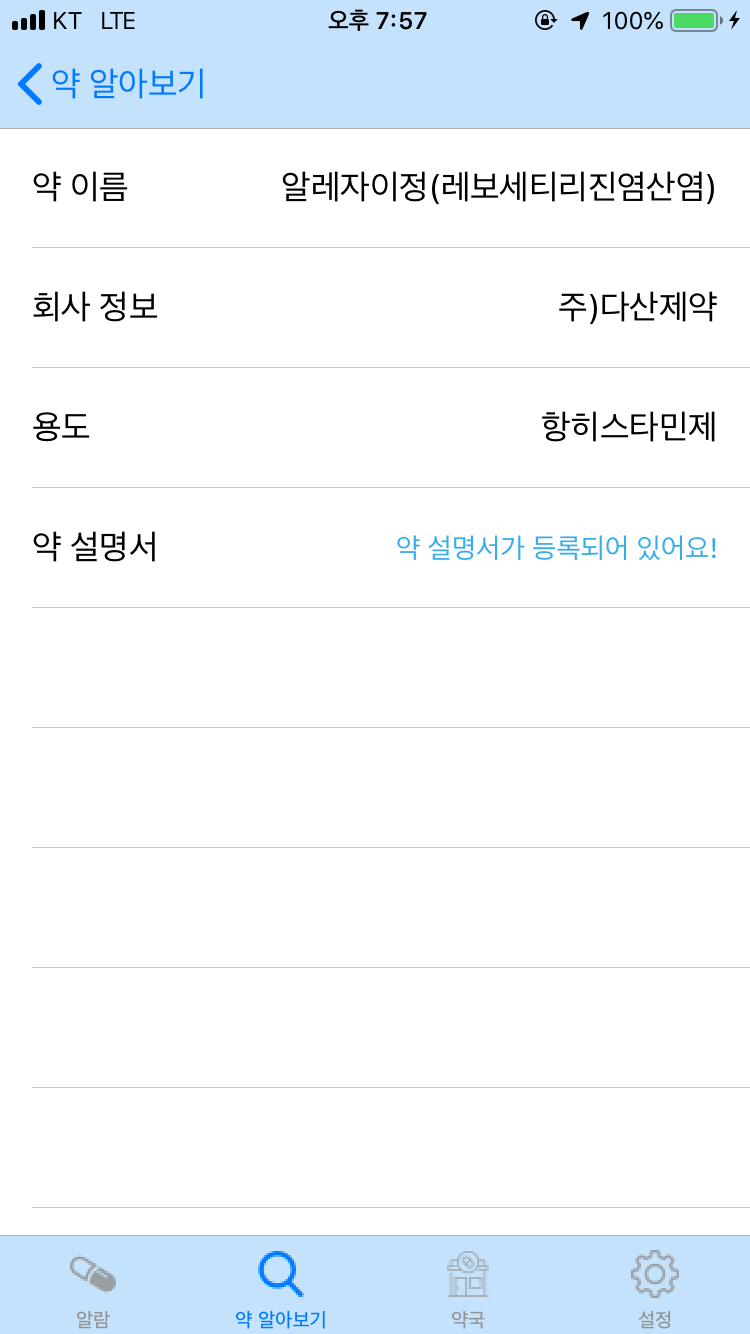 KT LTE 오후 7:57 100%
약 알아보기
약 이름 알레자이정(레보세티리진염산염)
회사 정보 주)다산제약
용도 항히스타민제
약 설명서 약 설명서가 등록되어 있어요!
알람 약 알아보기 약국 설정